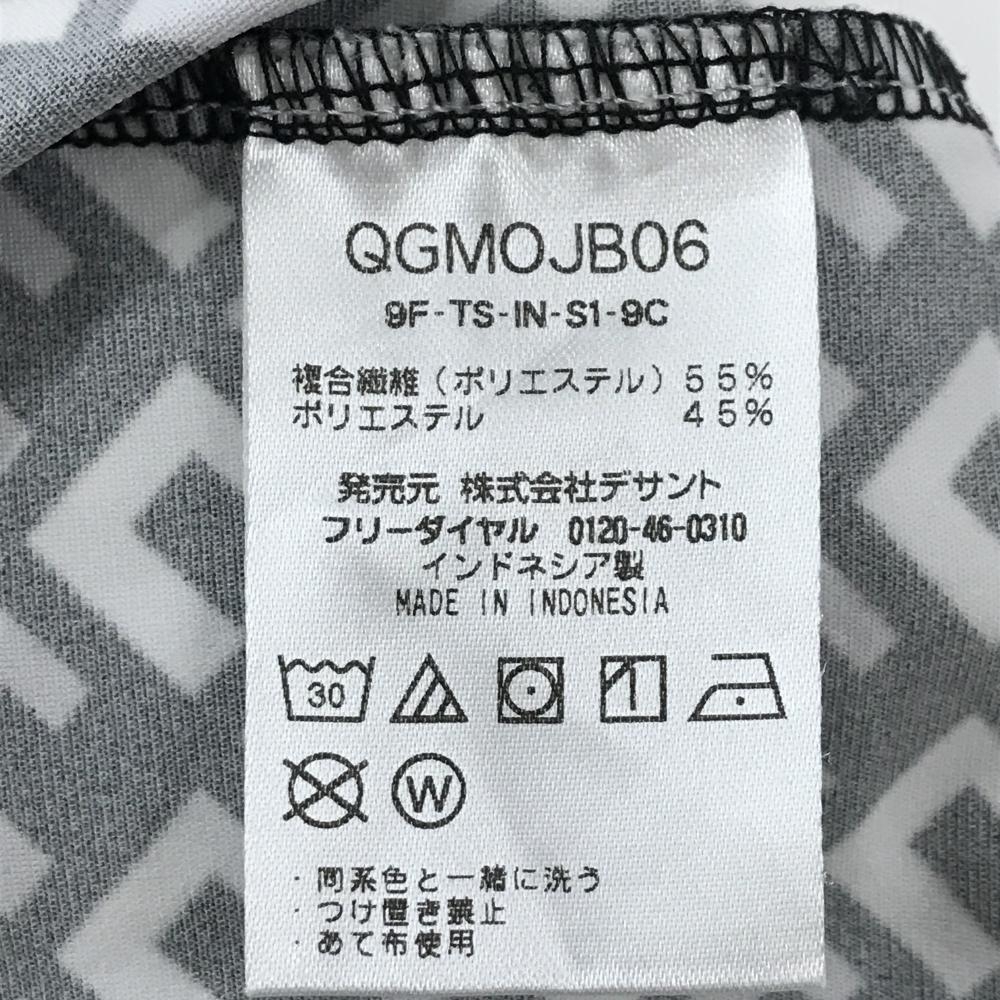 QGMOJB06
9F-TS-IN-S1-9C
複合繊維（ポリエステル） 55%
ポリエステル 45%
発売元 株式会社デサント
フリーダイヤル 0120-46-0310
インドネシア製
MADE IN INDONESIA
30
W
・同系色と一緒に洗う
・つけ置き禁止
・あて布使用